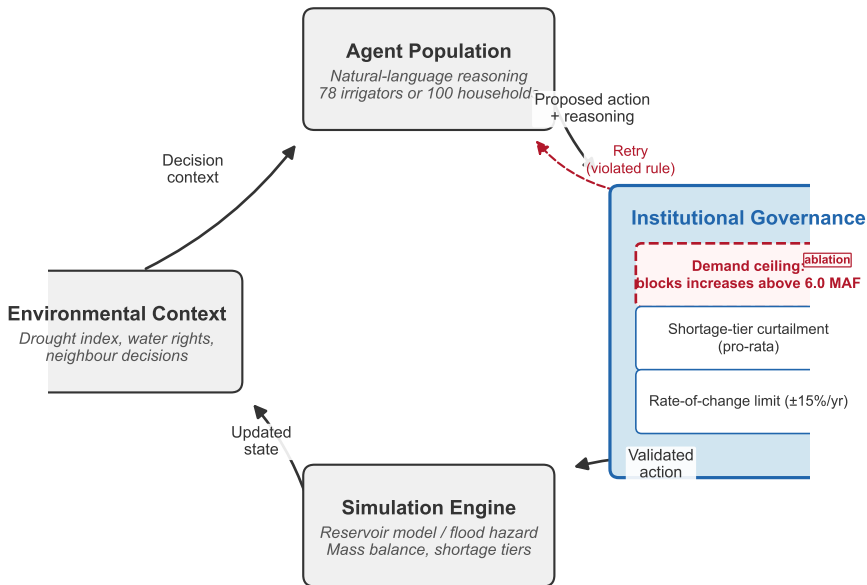 Agent Population
Natural-language reasoning
78 irrigators or 100 households
Proposed action
+ reasoning
Retry
(violated rule)
Decision
context
Institutional Governance
Demand ceiling:
ablation
blocks increases above 6.0 MAF
Shortage-tier curtailment
(pro-rata)
Rate-of-change limit (±15%/yr)
Environmental Context
Drought index, water rights,
neighbour decisions
Updated
state
Validated
action
Simulation Engine
Reservoir model / flood hazard
Mass balance, shortage tiers